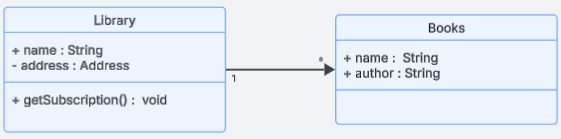 Library
+ name : String
- address : Address
+ getSubscription() : void
1
*
Books
+ name : String
+ author : String